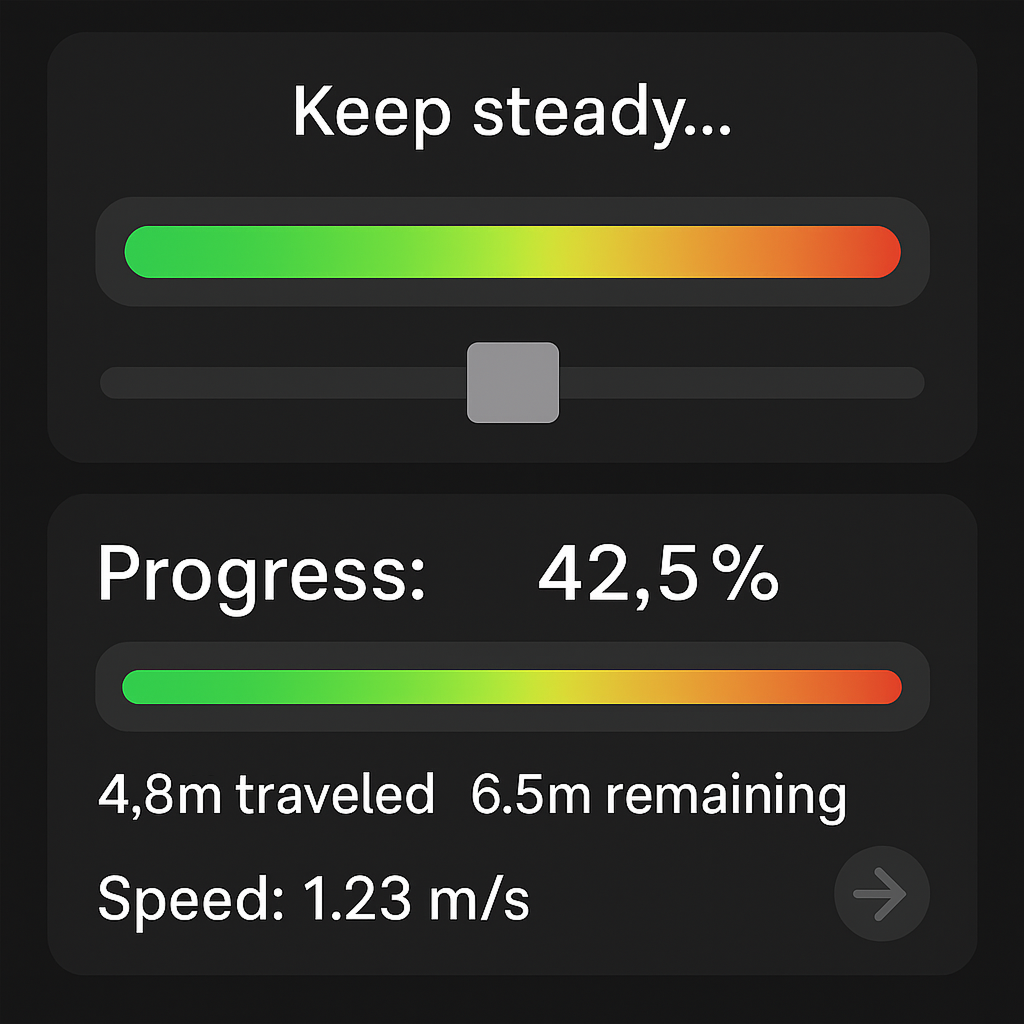 Keep steady...
Progress: 42,5%
4,8m traveled 6.5m remaining
Speed: 1.23 m/s